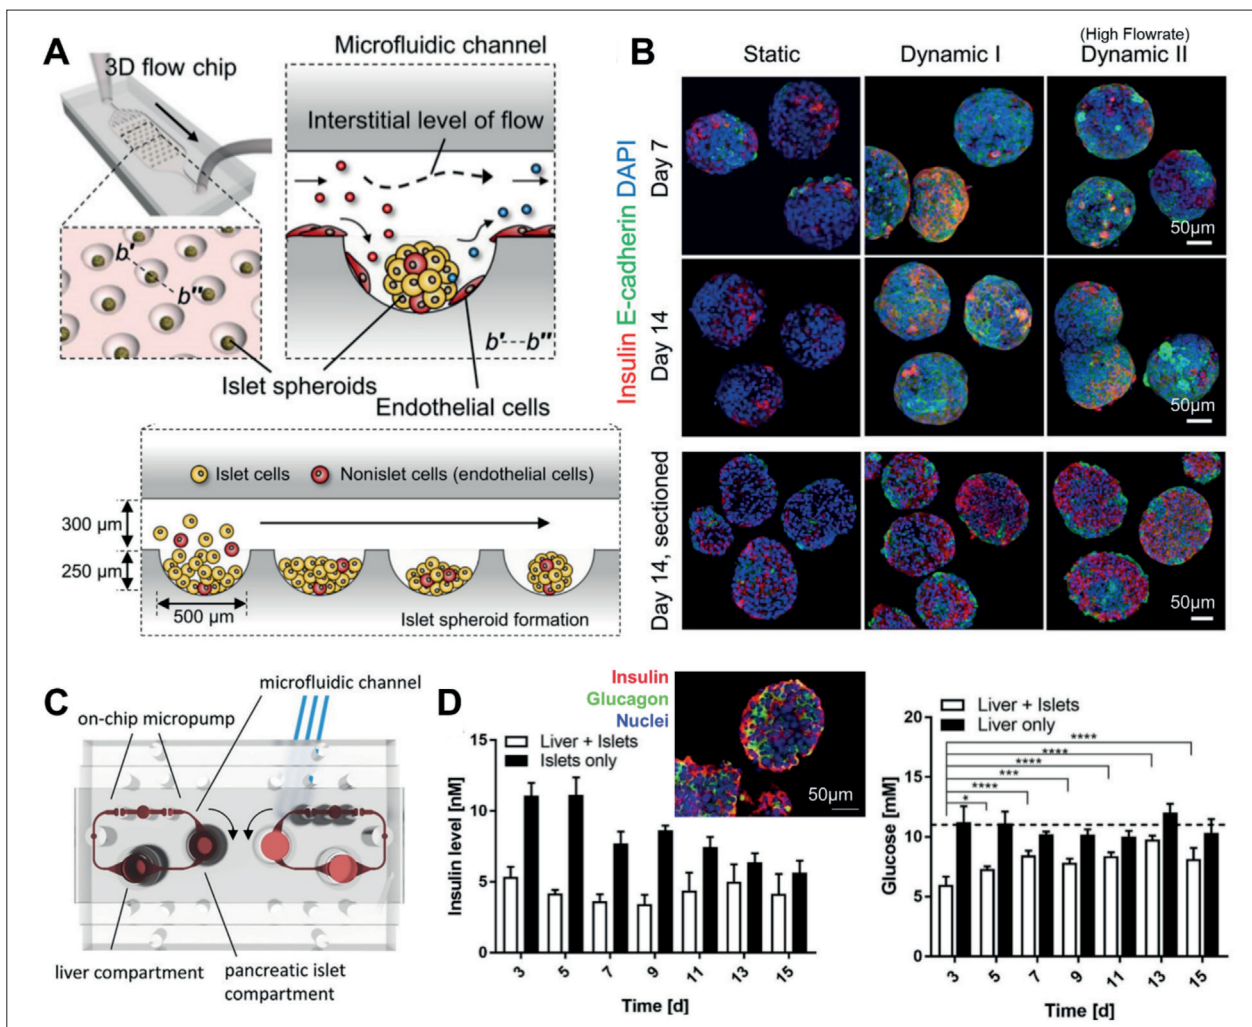 A
3D flow chip
Microfluidic channel
Interstitial level of flow
b'
b"
b'---b"
Islet spheroids
Endothelial cells
Islet cells
Nonislet cells (endothelial cells)
300 µm
250 µm
500 µm
Islet spheroid formation
B
Static
Dynamic I
(High Flowrate)
Dynamic II
Insulin E-cadherin DAPI
Day 7
50µm
Day 14
50µm
Day 14, sectioned
50µm
C
microfluidic channel
on-chip micropump
liver compartment
pancreatic islet
compartment
D
Insulin
Glucagon
Nuclei
50µm
Liver + Islets
Islets only
Insulin level [nM]
15
10
5
0
3 5 7 9 11 13 15
Time [d]
Liver + Islets
Liver only
Glucose [mM]
20
15
10
5
0
****
****
****
***
****
*
3 5 7 9 11 13 15
Time [d]